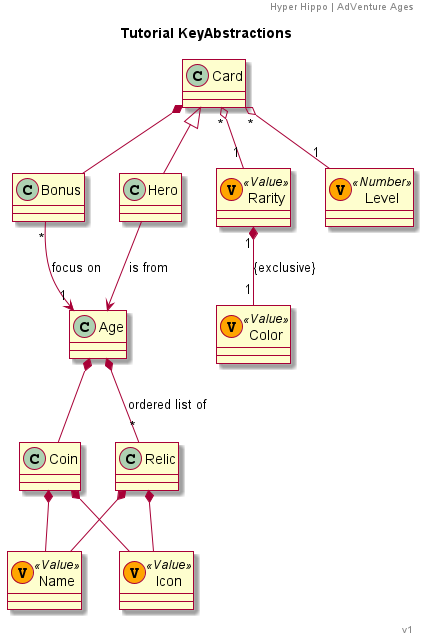 Hyper Hippo | AdVenture Ages
Tutorial KeyAbstractions
C Card
* *
1 1
C Bonus
C Hero
V «Value»
Rarity
V «Number»
Level
*
1
focus on
is from
{exclusive}
1
1
C Age
V «Value»
Color
ordered list of
*
C Coin
C Relic
V «Value»
Name
V «Value»
Icon
v1